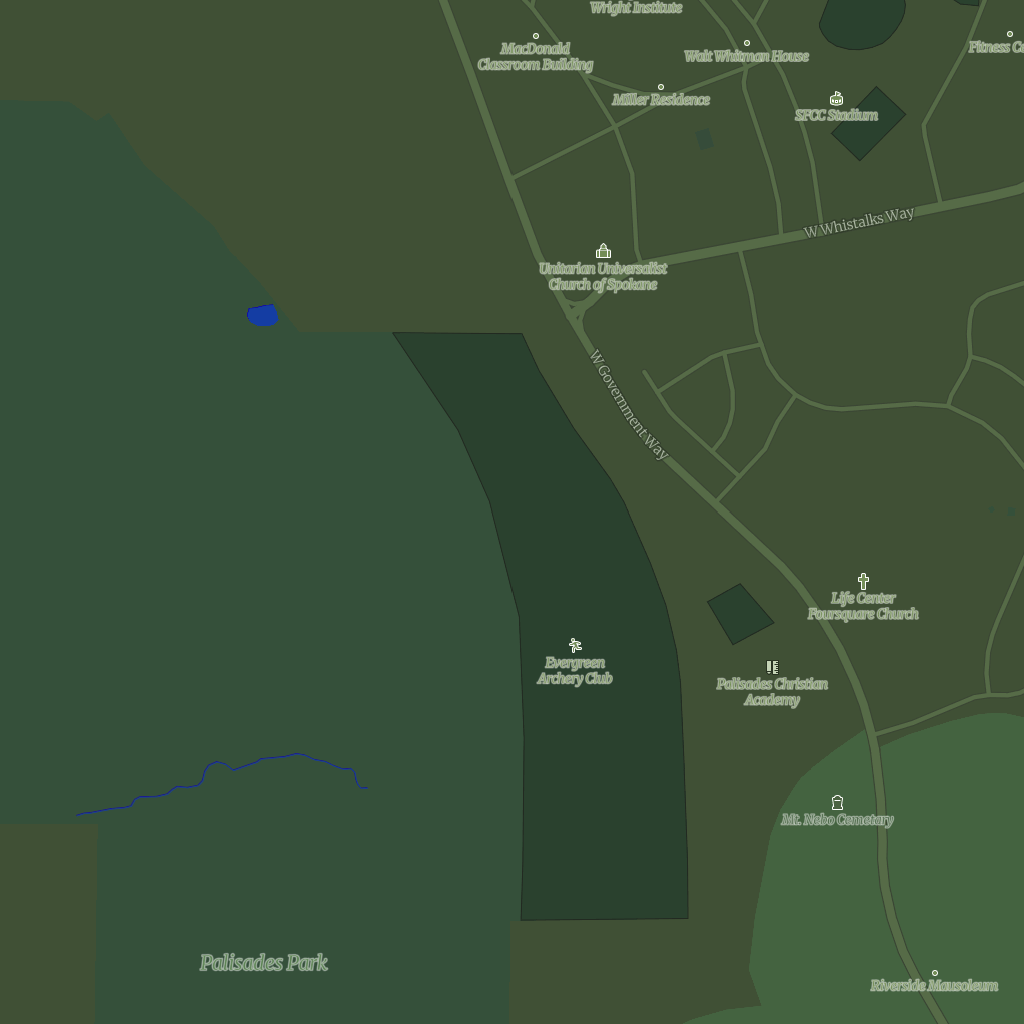 Wright Institute
MacDonald
Classroom Building
Walt Whitman House
Fitness
Miller Residence
SFCC Stadium
W Whistalks Way
Unitarian Universalist
Church of Spokane
W Government Way
Life Center
Foursquare Church
Evergreen
Archery Club
Palisades Christian
Academy
Mt. Nebo Cemetary
Palisades Park
Riverside Mausoleum